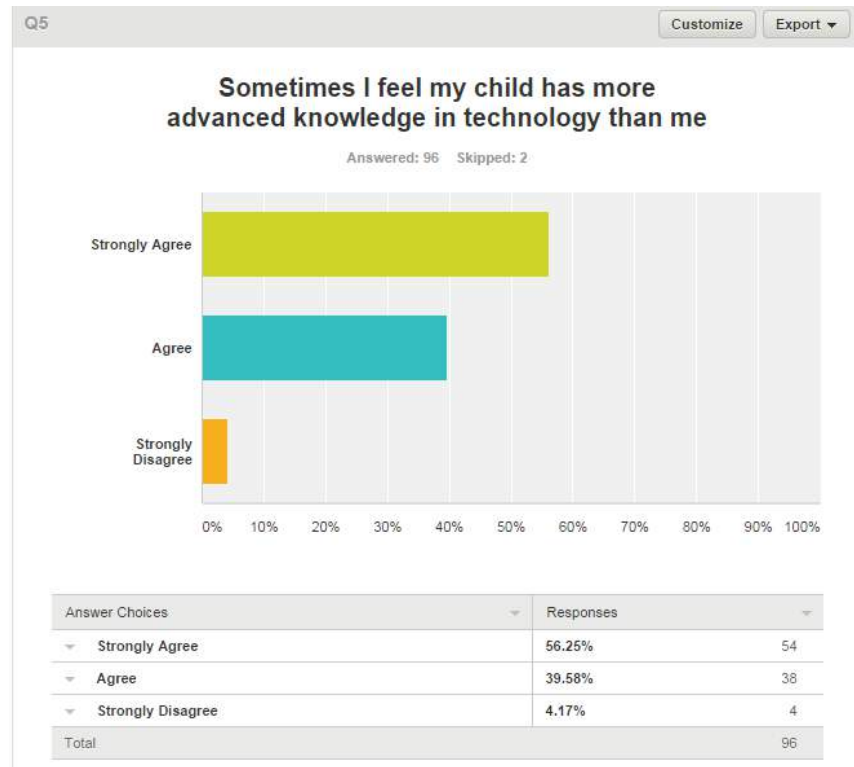 Q5
Customize Export
Sometimes I feel my child has more
advanced knowledge in technology than me
Answered: 96 Skipped: 2
Strongly Agree
Agree
Strongly
Disagree
0% 10% 20% 30% 40% 50% 60% 70% 80% 90% 100%
Answer Choices Responses
Strongly Agree 56.25% 54
Agree 39.58% 38
Strongly Disagree 4.17% 4
Total 96